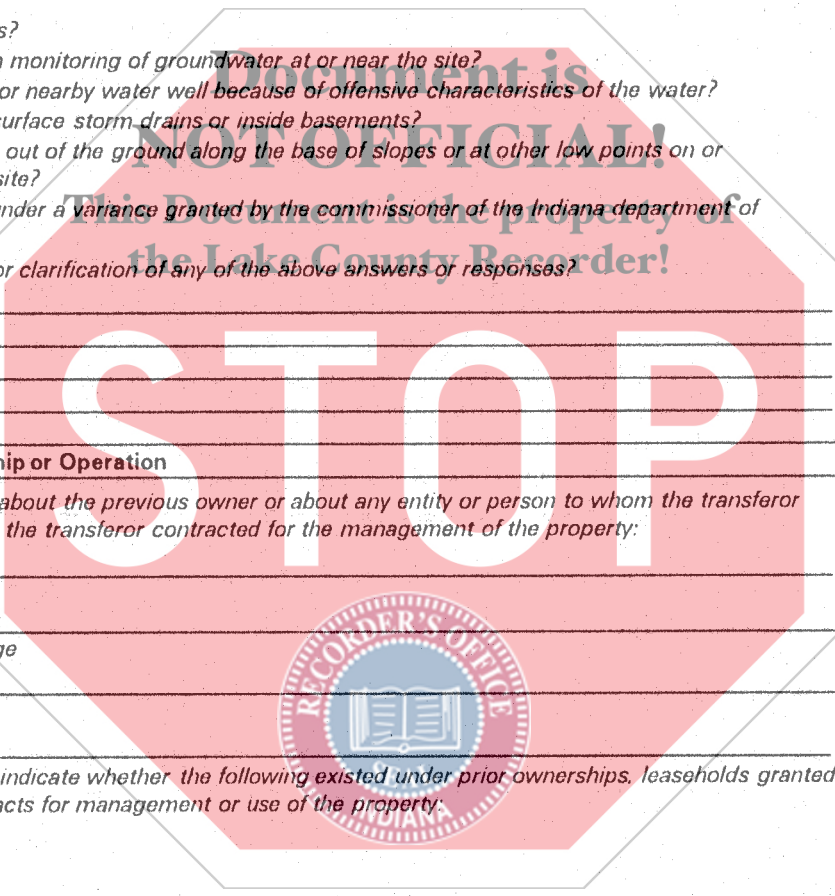 s?
monitoring of groundwater at or near the site?
Document is
or nearby water well because of offensive characteristics of the water?
surface storm drains or inside basements?
NOT OFFICIAL!
out of the ground along the base of slopes or at other low points on or
site?
under a variance granted by the commissioner of the Indiana department of
This Document is the property of
the Lake County Recorder!
or clarification of any of the above answers or responses?
STOP
or Operation
about the previous owner or about any entity or person to whom the transferor
the transferor contracted for the management of the property:
RECORDER'S OFFICE
indicate whether the following existed under prior ownerships, leaseholds granted
for management or use of the property:
INDIANA